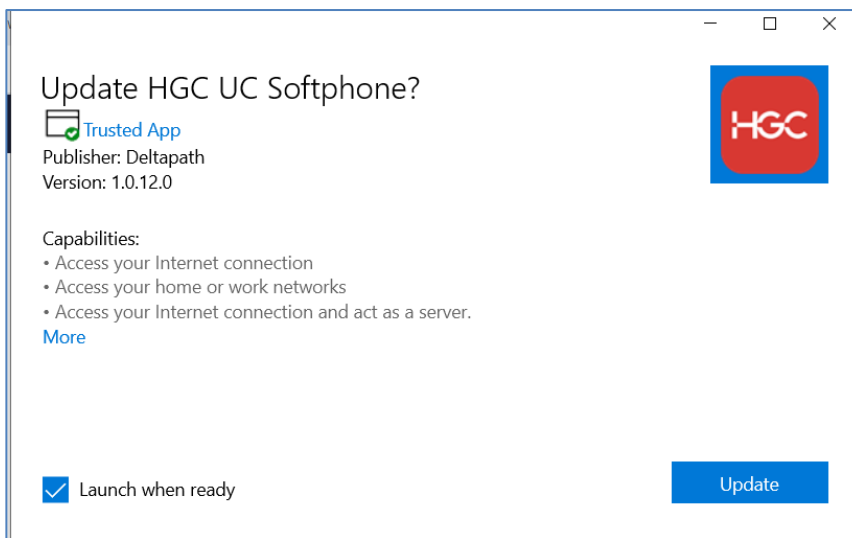 Update HGC UC Softphone?
HGC
Trusted App
Publisher: Deltapath
Version: 1.0.12.0
Capabilities:
• Access your Internet connection
• Access your home or work networks
• Access your Internet connection and act as a server.
More
Launch when ready
Update